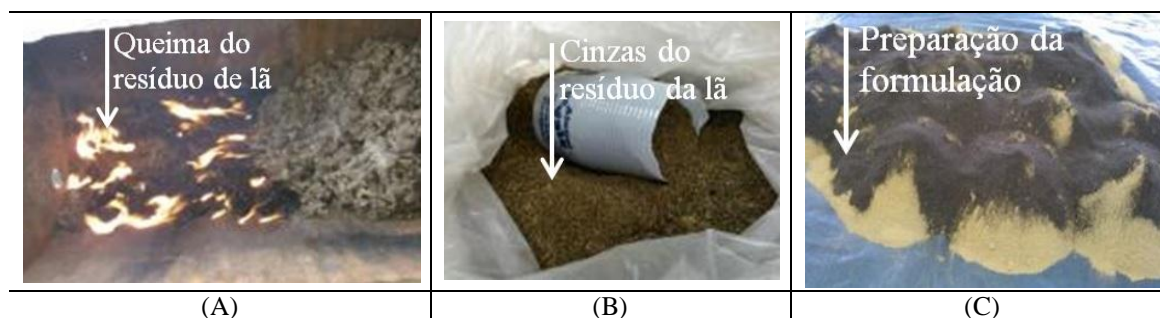 Queima do
resíduo de lã
Cinzas do
resíduo da lã
Preparação da
formulação
(A)
(B)
(C)